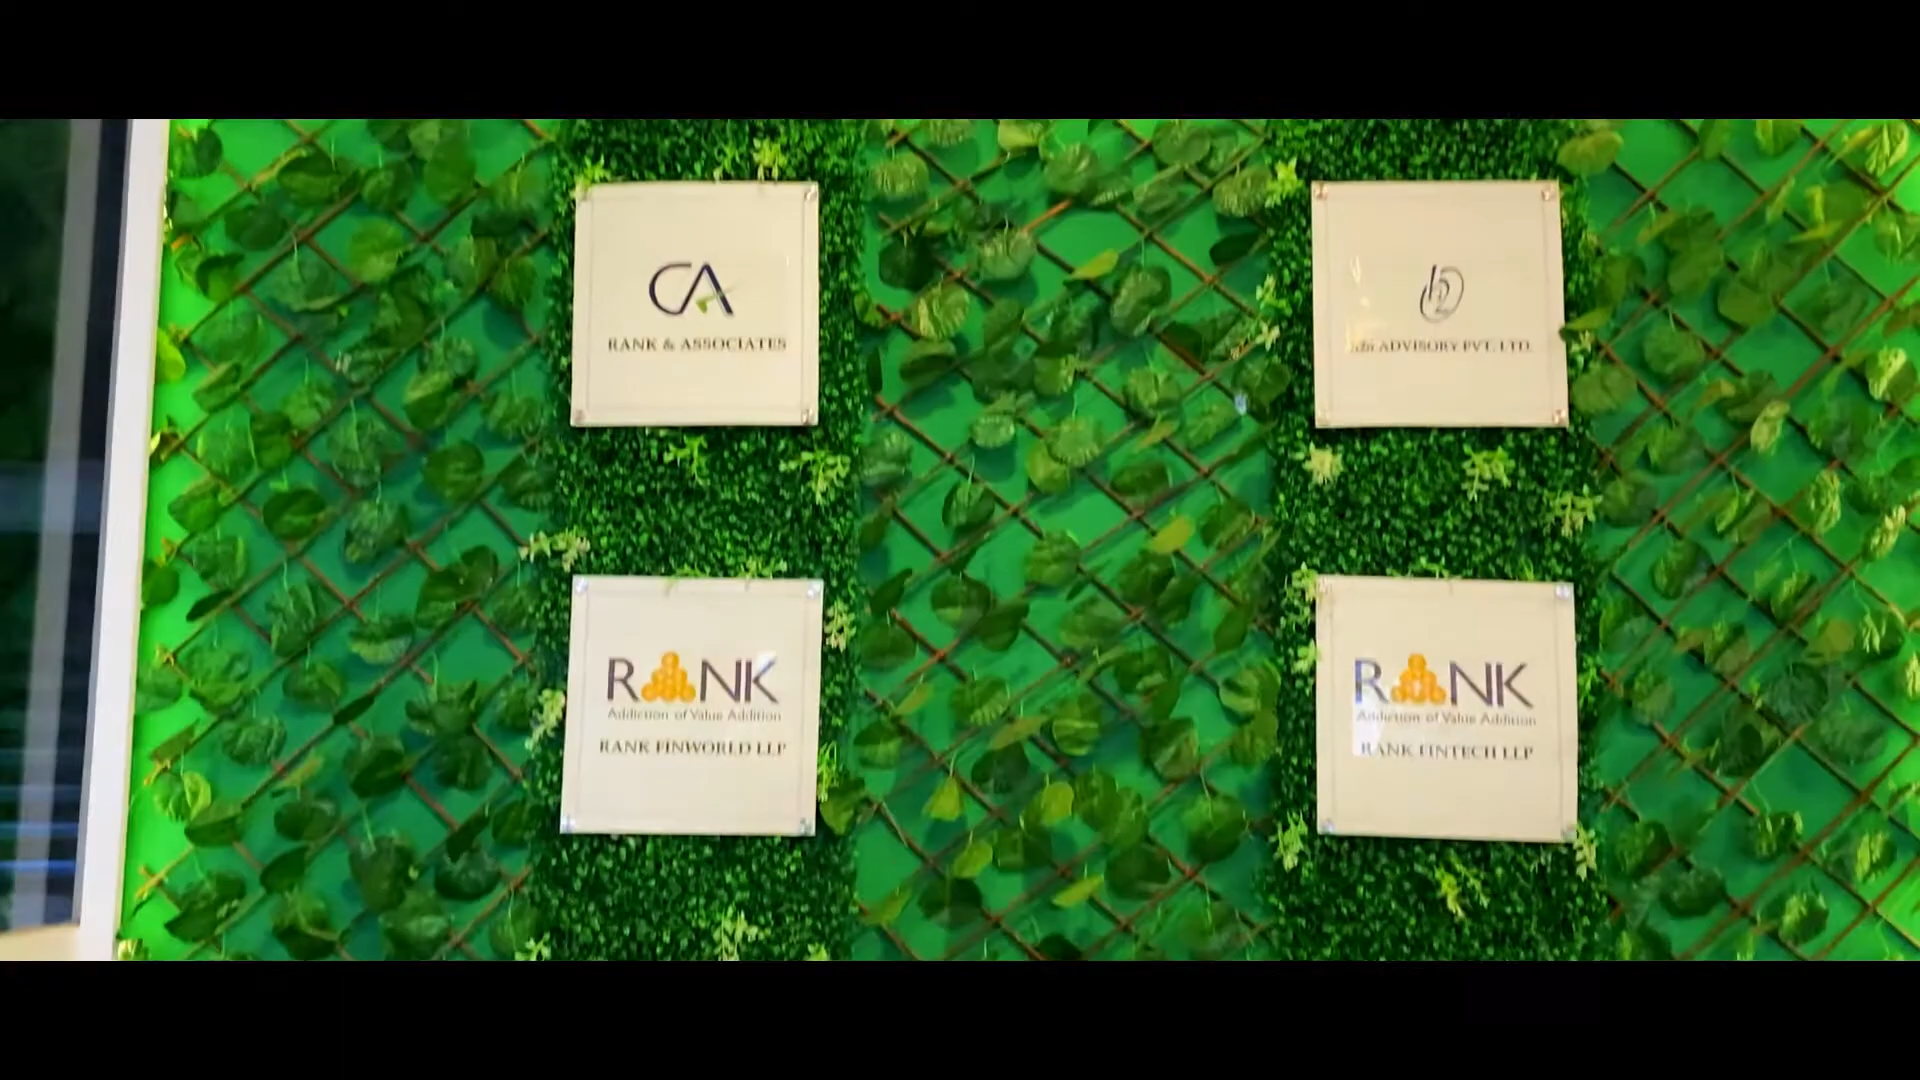 CA
RANK & ASSOCIATES
ADVISORY PVT. LTD.
RANK
Addiction of Value Addition
RANK FINWORLD LLP
RANK
Addiction of Value Addition
RANK FINTECH LLP